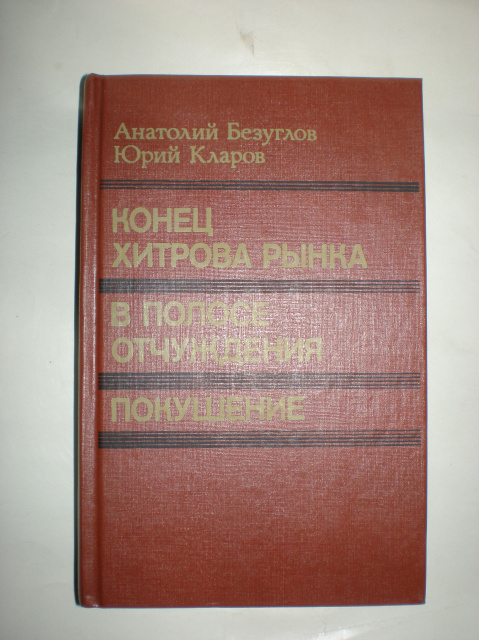 Анатолий Безуглов
Юрий Кларов
КОНЕЦ
ХИТРОВА РЫНКА
В ПОЛОСЕ
ОТЧУЖДЕНИЯ
ПОКУШЕНИЕ